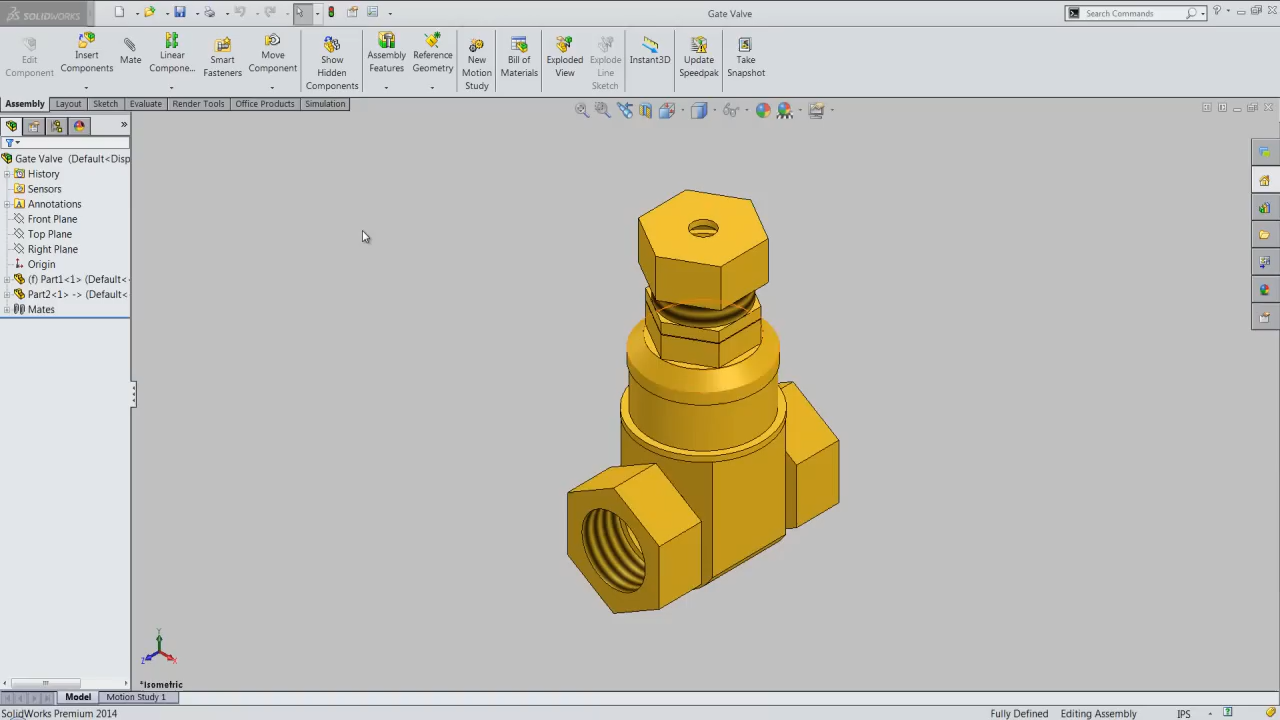 SOLIDWORKS
Gate Valve
Search Commands
Edit
Component
Insert
Components
Mate
Linear
Compone...
Smart
Fasteners
Move
Component
Show
Hidden
Components
Assembly
Features
Reference
Geometry
New
Motion
Study
Bill of
Materials
Exploded
View
Explode
Line
Sketch
Instant3D
Update
Speedpak
Take
Snapshot
Assembly
Layout
Sketch
Evaluate
Render Tools
Office Products
Simulation
Gate Valve (Default<Disp
History
Sensors
Annotations
Front Plane
Top Plane
Right Plane
Origin
(f) Part1<1> (Default<
Part2<1> -> (Default<
Mates
Y
Z
X
*Isometric
Model
Motion Study 1
SolidWorks Premium 2014
Fully Defined
Editing Assembly
IPS